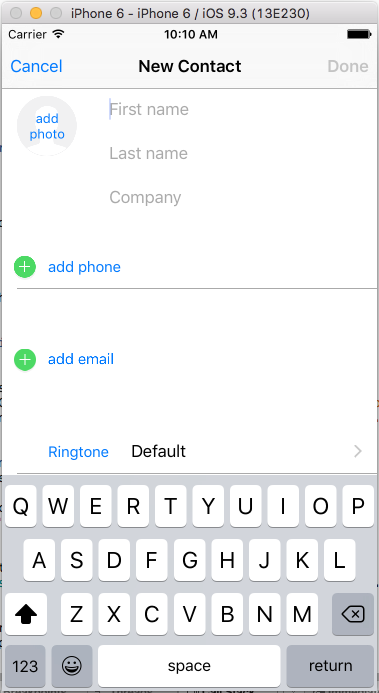 iPhone 6 - iPhone 6 / iOS 9.3 (13E230)
Carrier 10:10 AM
Cancel New Contact Done
add photo
First name
Last name
Company
add phone
add email
Ringtone Default
Q W E R T Y U I O P
A S D F G H J K L
Z X C V B N M
123 space return